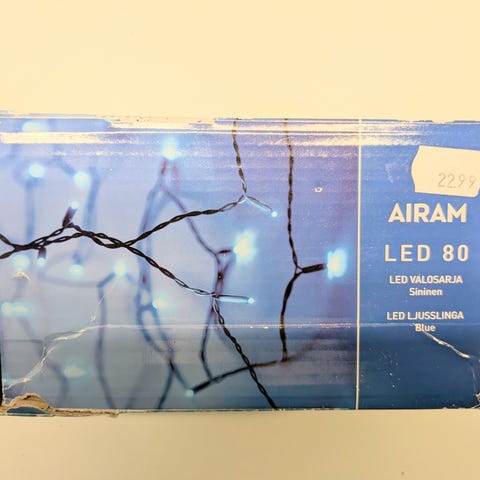 22.99
AIRAM
LED 80
LED VALOSARJA
Sininen
LED LJUSSLINGA
Blue